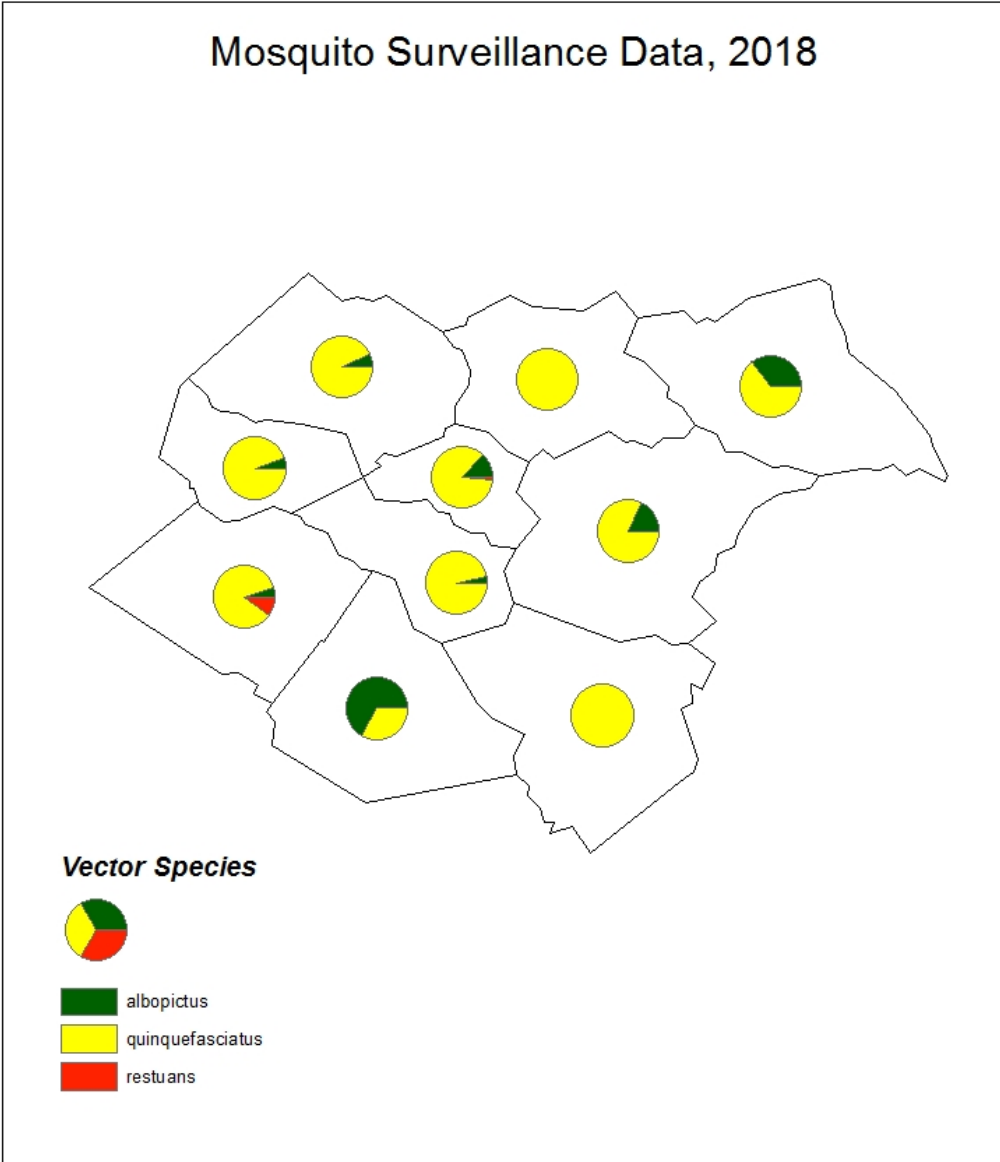 Mosquito Surveillance Data, 2018
Vector Species
albopictus
quinquefasciatus
restuans